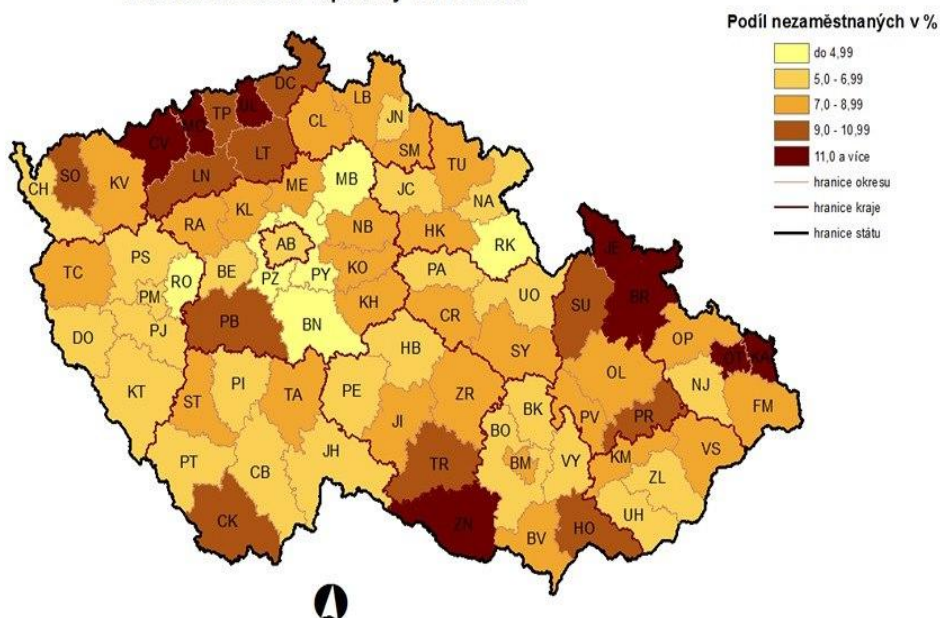 Podíl nezaměstnaných v %
do 4,99
5,0 - 6,99
7,0 - 8,99
9,0 - 10,99
11,0 a více
hranice okresu
hranice kraje
hranice státu
DC
LB
UL
TP
JN
CL
CV
LT
SM
TU
LN
SO
CH
KV
MB
ME
JC
NA
KL
RA
NB
HK
RK
AB
JE
PS
BE
PZ
PY
KO
PA
TC
RO
UO
SU
BR
PM
KH
PB
BN
CR
OP
PJ
DO
SY
OT
KA
HB
OL
NJ
KT
PI
TA
PE
ZR
ST
BK
FM
JI
PV
PR
BO
VS
JH
TR
BM
VY
KM
PT
CB
ZL
UH
CK
ZN
HO
BV